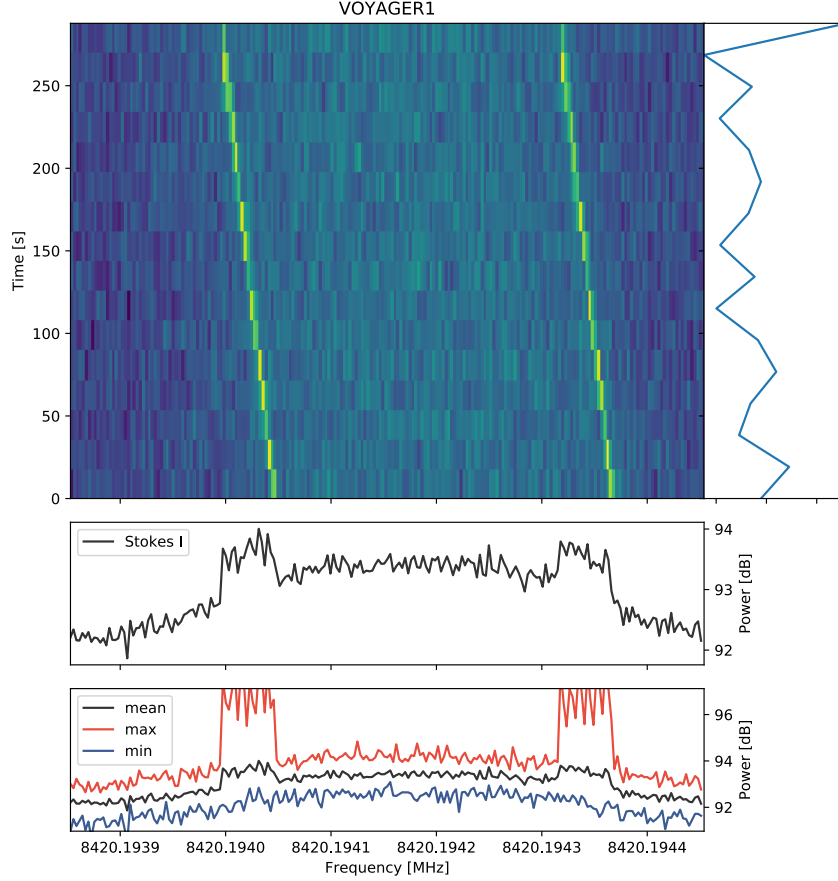 VOYAGER1
Time [s]
250
200
150
100
50
0
Stokes I
94
93
92
Power [dB]
mean
max
min
96
94
92
Power [dB]
8420.1939
8420.1940
8420.1941
8420.1942
8420.1943
8420.1944
Frequency [MHz]